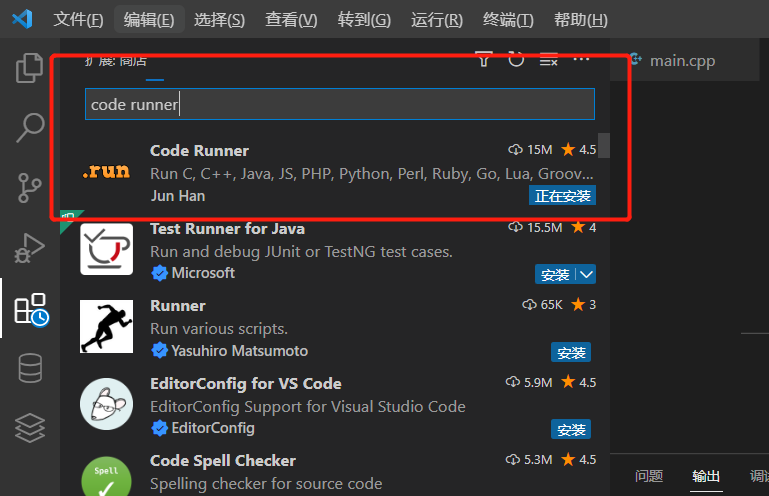 文件(F) 编辑(E) 选择(S) 查看(V) 转到(G) 运行(R) 终端(T) 帮助(H)
扩展: 商店
main.cpp
code runner
Code Runner 15M 4.5
.run
Run C, C++, Java, JS, PHP, Python, Perl, Ruby, Go, Lua, Groov...
Jun Han 正在安装
Test Runner for Java 15.5M 4
Run and debug JUnit or TestNG test cases.
Microsoft 安装
Runner 65K 3
Run various scripts.
Yasuhiro Matsumoto 安装
EditorConfig for VS Code 5.9M 4.5
EditorConfig Support for Visual Studio Code
EditorConfig 安装
Code Spell Checker 5.3M 4.5
Spell
Spelling checker for source code
问题 输出